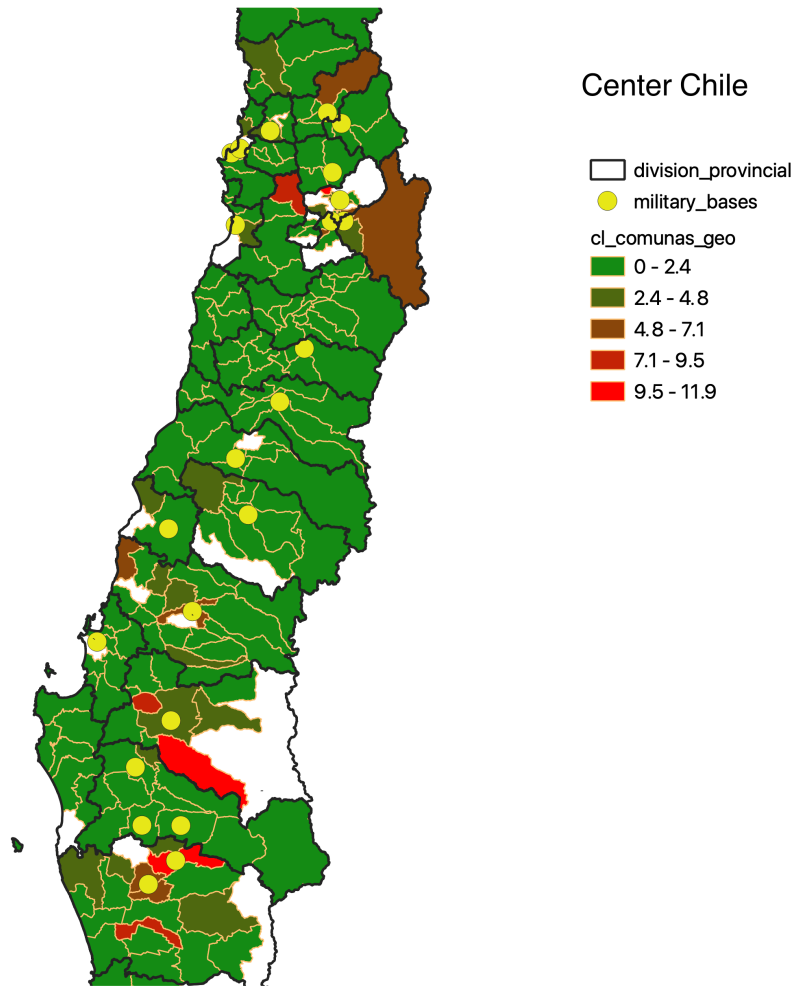 Center Chile
division_provincial
military_bases
cl_comunas_geo
0 - 2.4
2.4 - 4.8
4.8 - 7.1
7.1 - 9.5
9.5 - 11.9